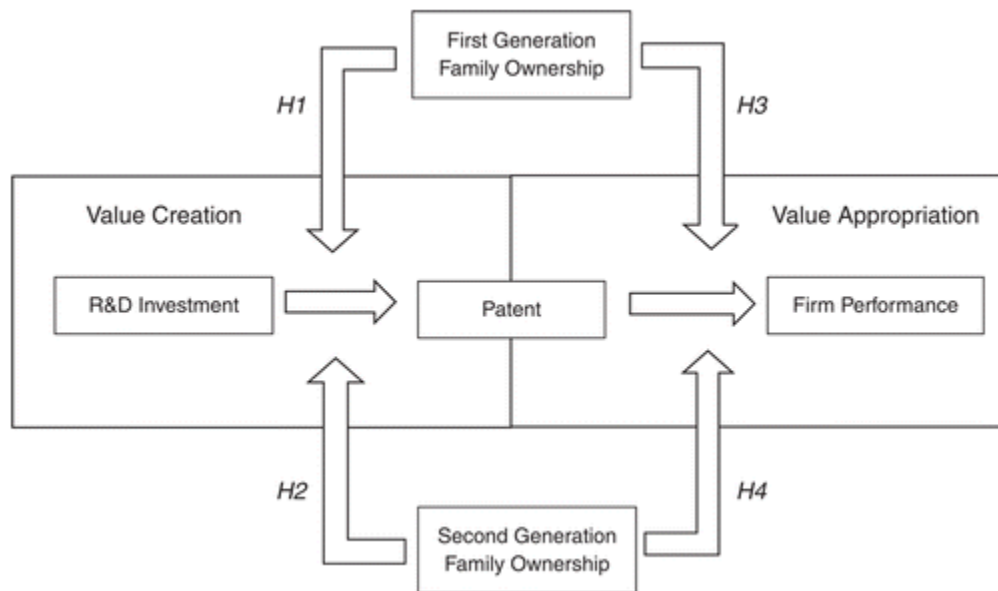 First Generation
Family Ownership
H1
H3
Value Creation
Value Appropriation
R&D Investment
Patent
Firm Performance
H2
H4
Second Generation
Family Ownership